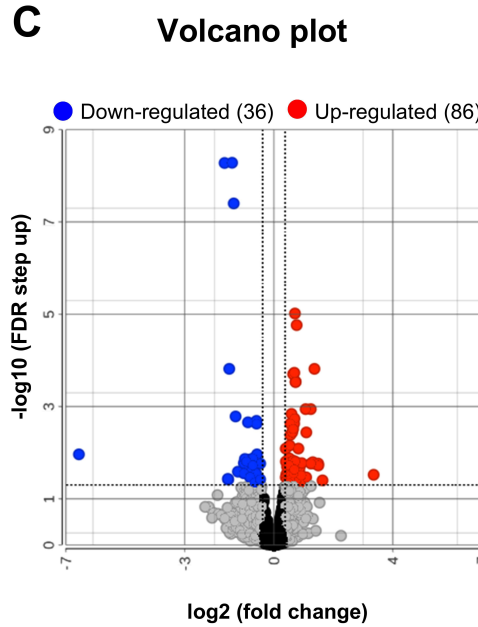 C
Volcano plot
Down-regulated (36) Up-regulated (86)
-log10 (FDR step up)
9
7
5
3
1
0
-7 -3 0 4
log2 (fold change)